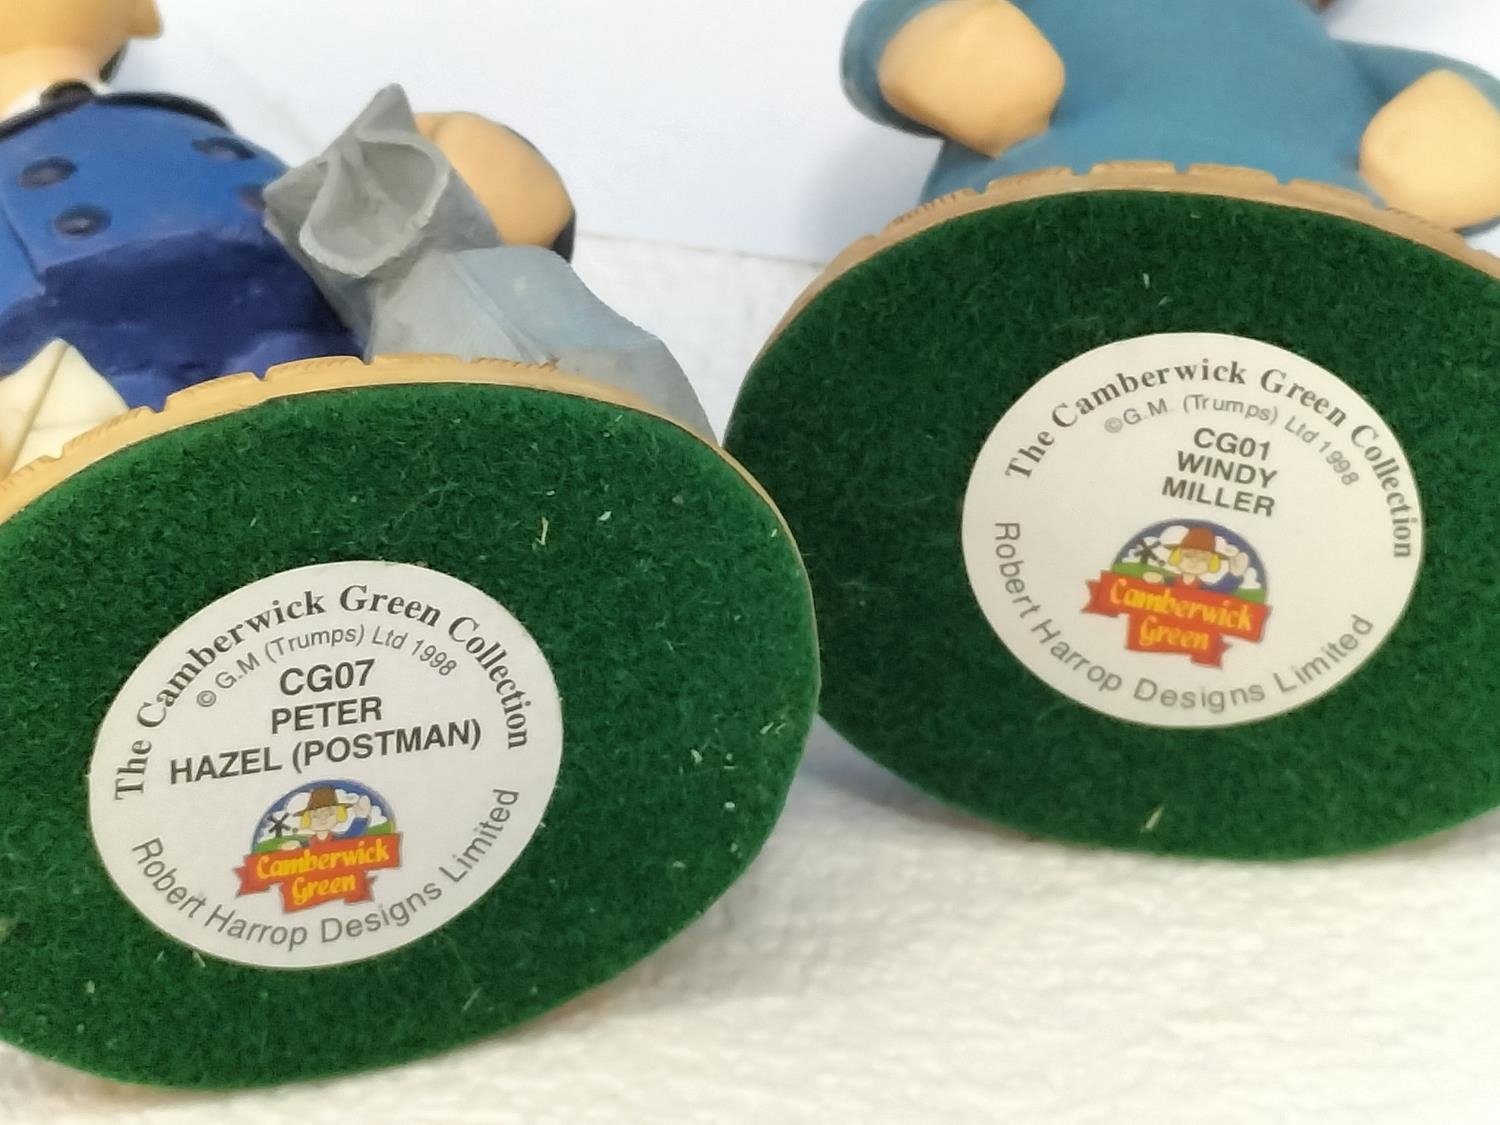 The Camberwick Green Collection
© G.M (Trumps) Ltd 1998
CG07
PETER
HAZEL (POSTMAN)
Camberwick
Green
Robert Harrop Designs Limited
The Camberwick Green Collection
©G.M. (Trumps) Ltd 1998
CG01
WINDY
MILLER
Camberwick
Green
Robert Harrop Designs Limited